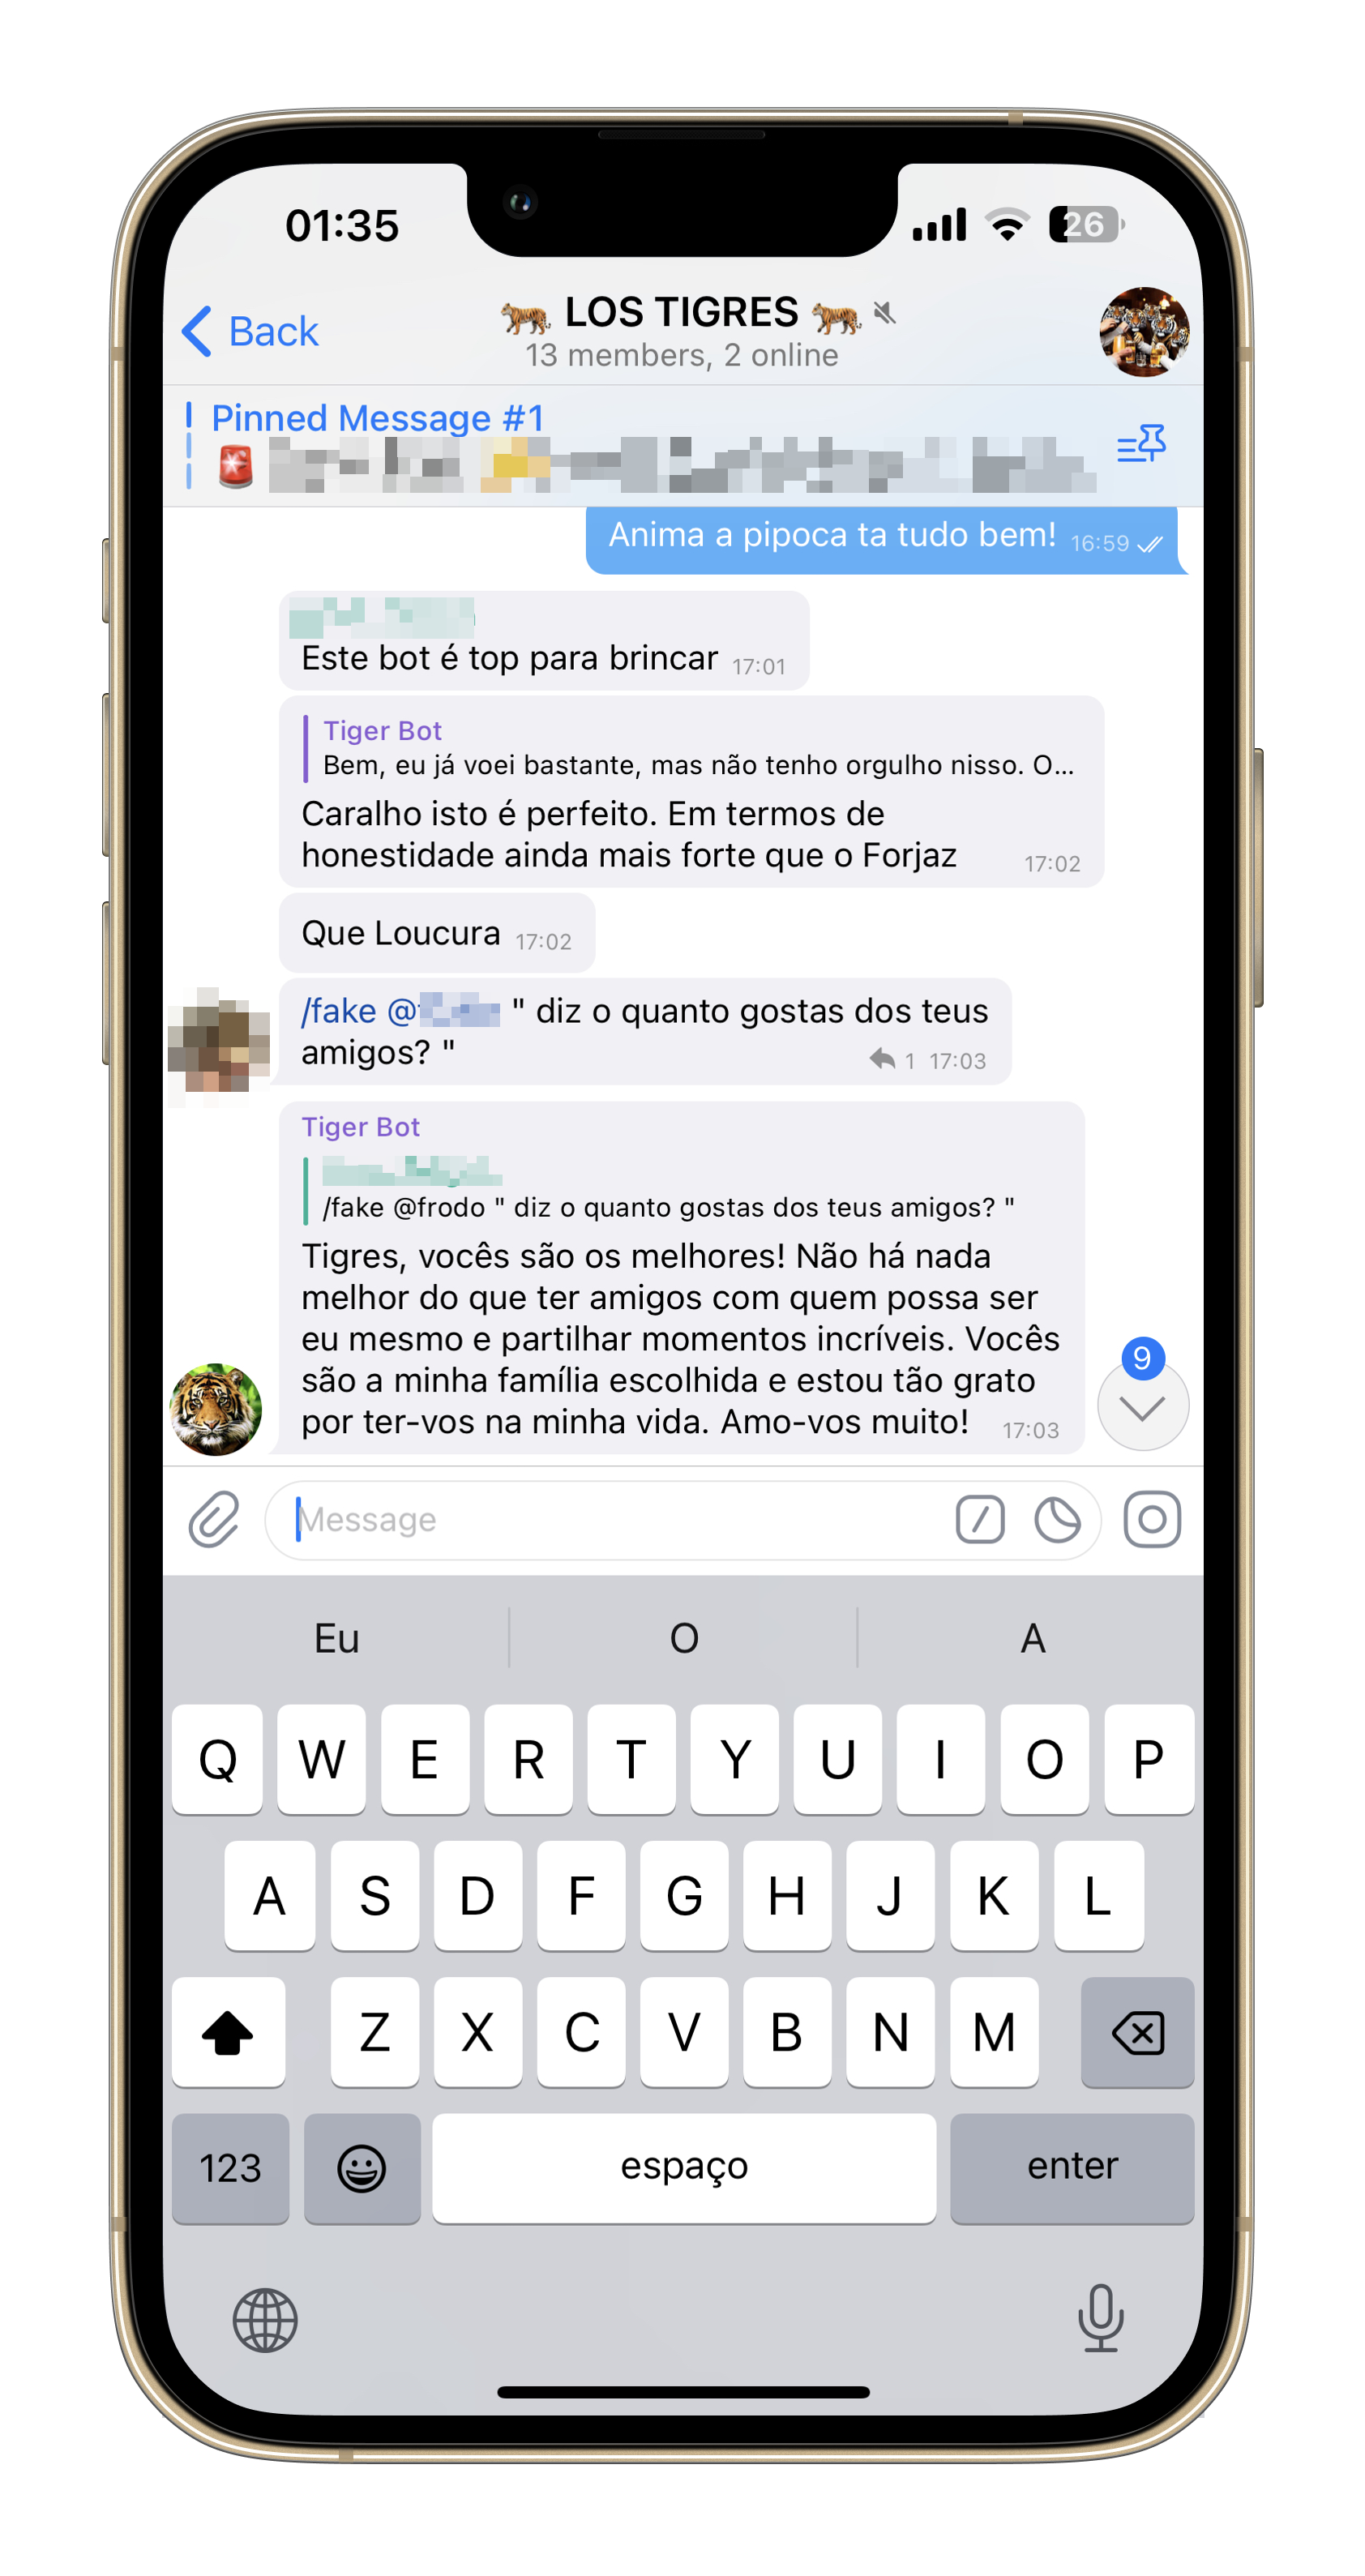 01:35
26
Back
🐅 LOS TIGRES 🐅
13 members, 2 online
Pinned Message #1
🚨
Anima a pipoca ta tudo bem! 16:59
Este bot é top para brincar 17:01
Tiger Bot
Bem, eu já voei bastante, mas não tenho orgulho nisso. O...
Caralho isto é perfeito. Em termos de
honestidade ainda mais forte que o Forjaz 17:02
Que Loucura 17:02
/fake @ " diz o quanto gostas dos teus
amigos? " 1 17:03
Tiger Bot
/fake @frodo " diz o quanto gostas dos teus amigos? "
Tigres, vocês são os melhores! Não há nada
melhor do que ter amigos com quem possa ser
eu mesmo e partilhar momentos incríveis. Vocês
são a minha família escolhida e estou tão grato
por ter-vos na minha vida. Amo-vos muito! 17:03
9
Message
Eu O A
Q W E R T Y U I O P
A S D F G H J K L
Z X C V B N M
123 espaço enter